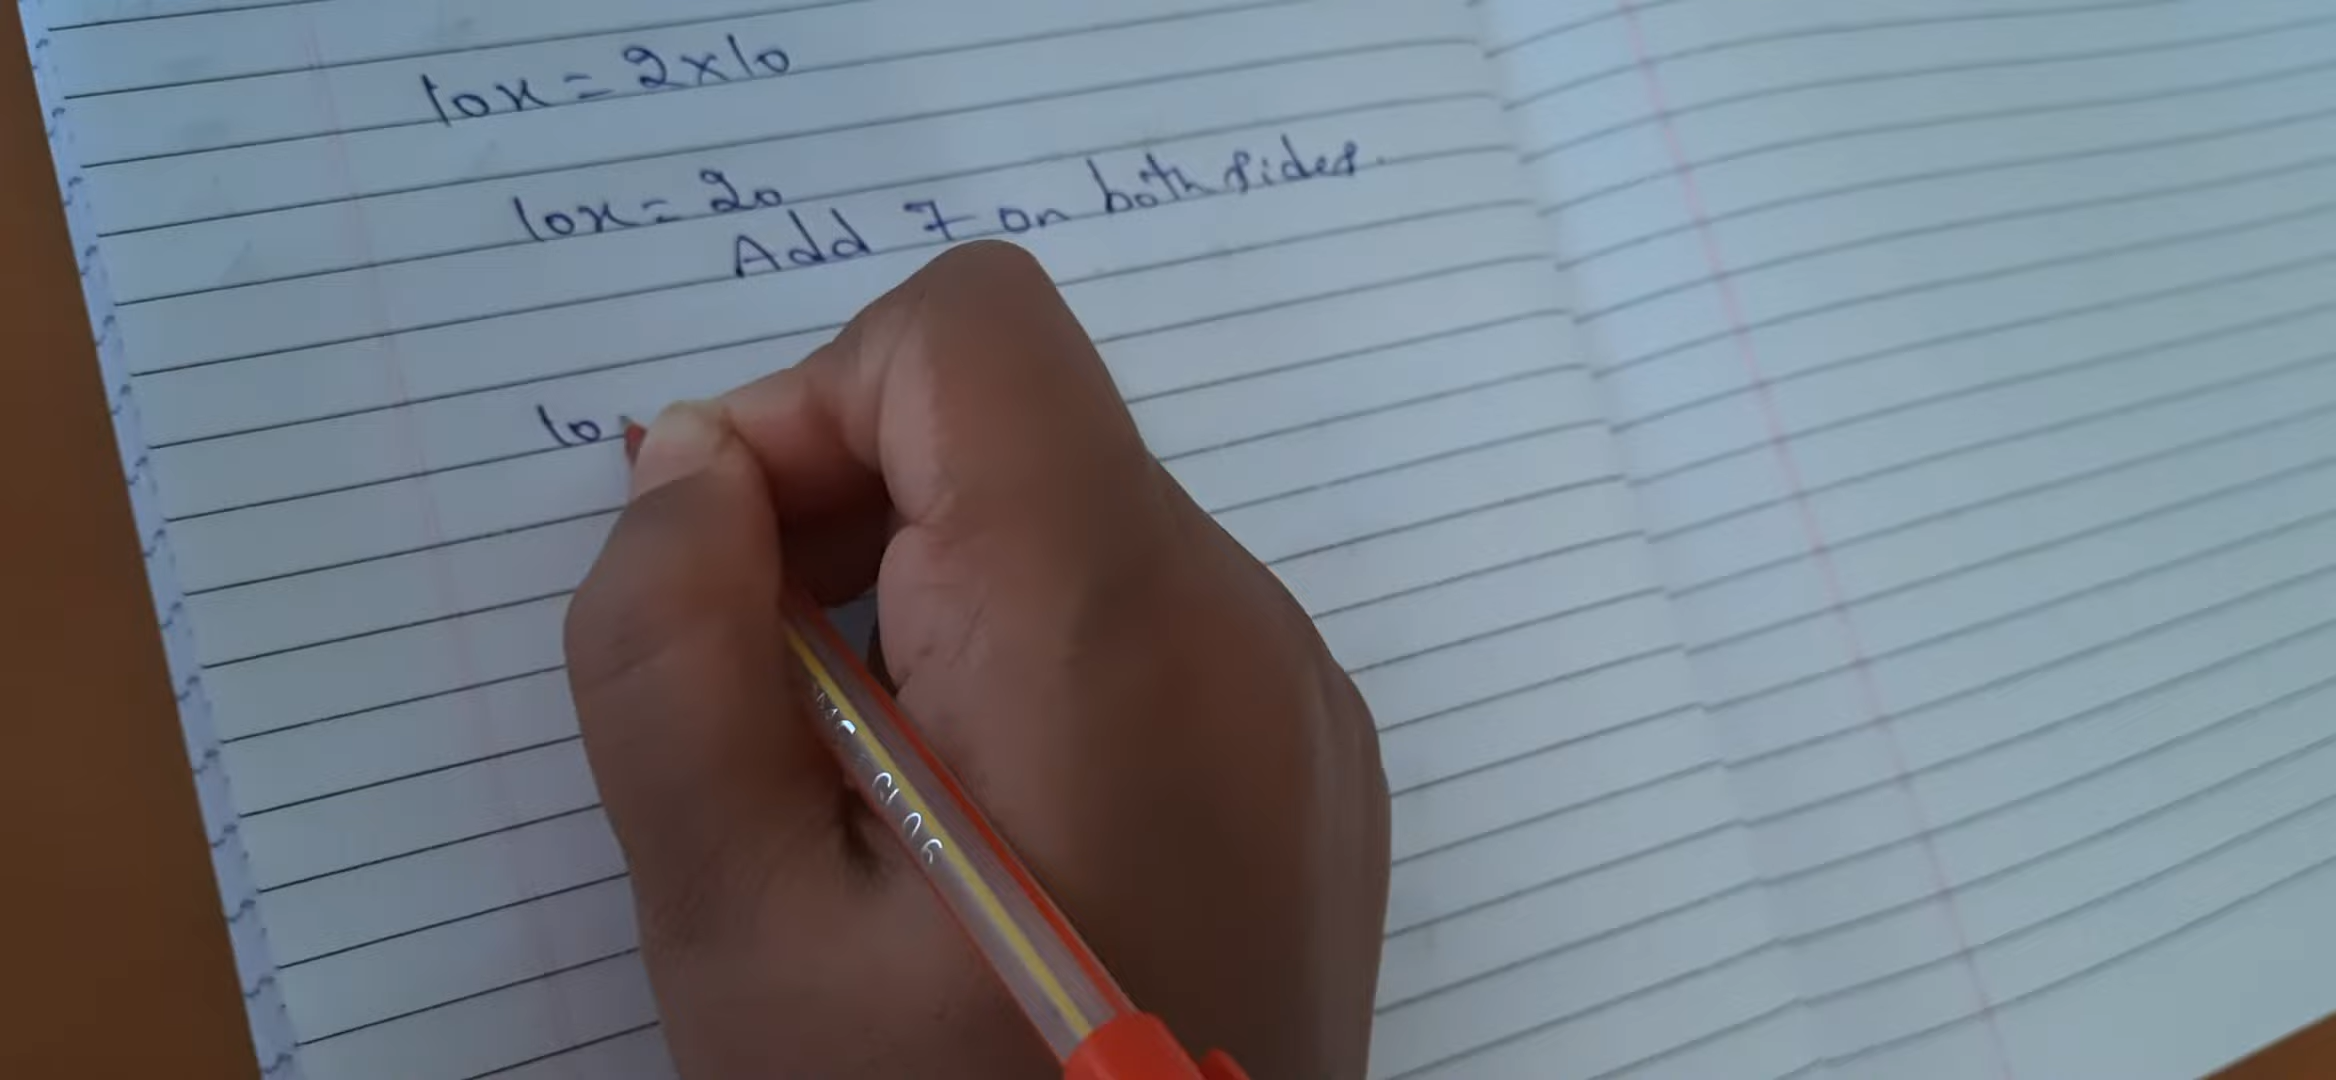 10x = 2x10
10x = 20
Add 7 on both sides.
10